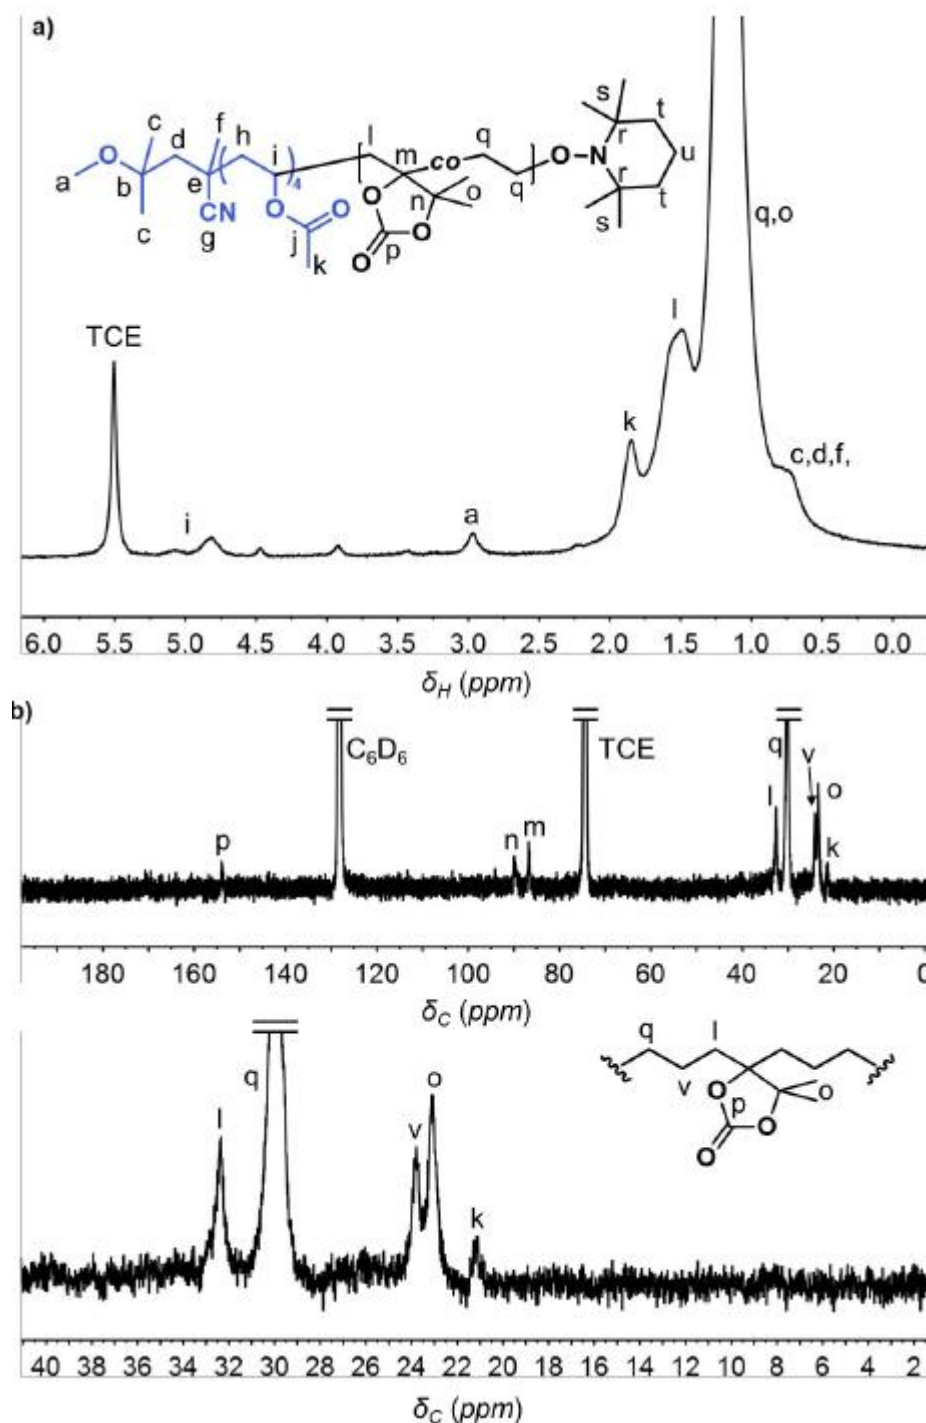 a)
c f h l q s t
a O d i m co q O N r u
b e 4 n o r t
c CN O O s s
g j O O p O
k O
q,o
TCE
l
k
c,d,f,
i a
6.0 5.5 5.0 4.5 4.0 3.5 3.0 2.5 2.0 1.5 1.0 0.5 0.0
δH (ppm)
b)
C6D6 TCE q v
l o
p n m k
180 160 140 120 100 80 60 40 20 0
δC (ppm)
q l
q o v o
l v O p O
k O
40 38 36 34 32 30 28 26 24 22 20 18 16 14 12 10 8 6 4 2
δC (ppm)